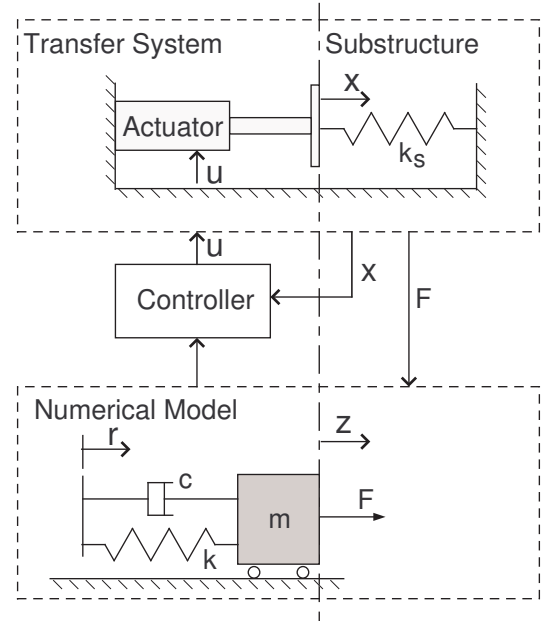 Transfer System
Substructure
Actuator
x
k_s
u
u
Controller
x
F
Numerical Model
r
z
c
F
m
k